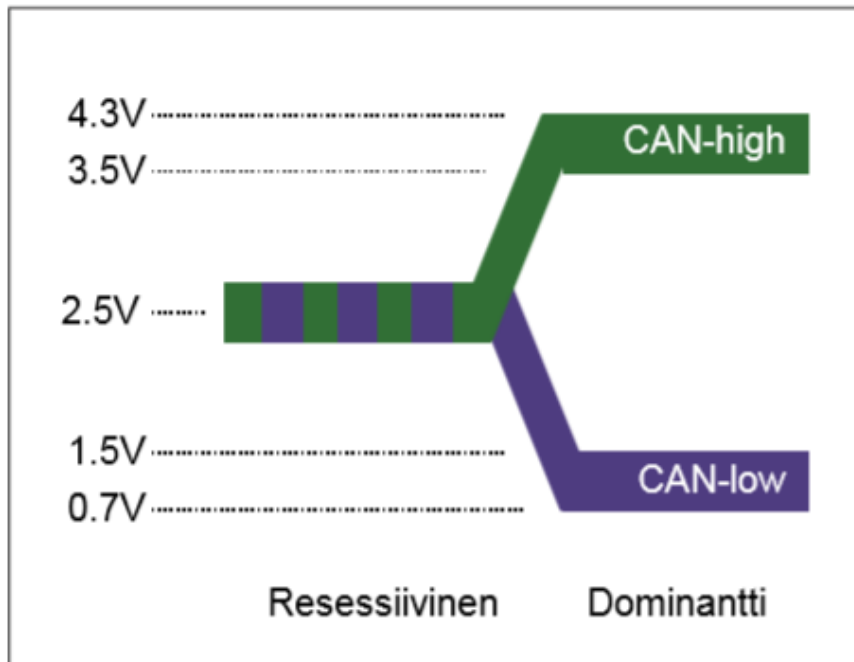 4.3V
CAN-high
3.5V
2.5V
1.5V
CAN-low
0.7V
Resessiivinen Dominantti